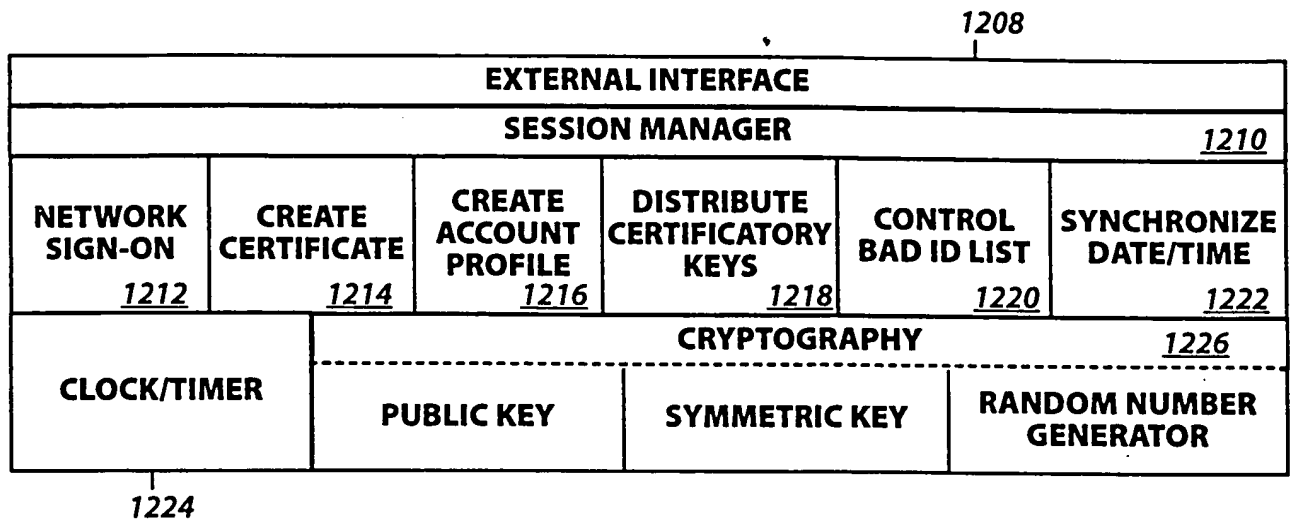 1208
EXTERNAL INTERFACE
SESSION MANAGER
1210
NETWORK
SIGN-ON
1212
CREATE
CERTIFICATE
1214
CREATE
ACCOUNT
PROFILE
1216
DISTRIBUTE
CERTIFICATORY
KEYS
1218
CONTROL
BAD ID LIST
1220
SYNCHRONIZE
DATE/TIME
1222
CLOCK/TIMER
CRYPTOGRAPHY
1226
PUBLIC KEY
SYMMETRIC KEY
RANDOM NUMBER
GENERATOR
1224